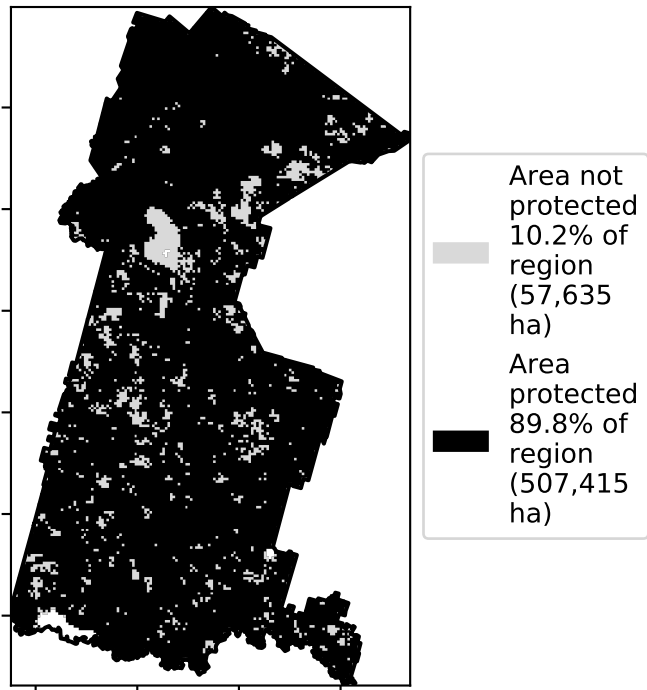 Area not
protected
10.2% of
region
(57,635
ha)
Area
protected
89.8% of
region
(507,415
ha)